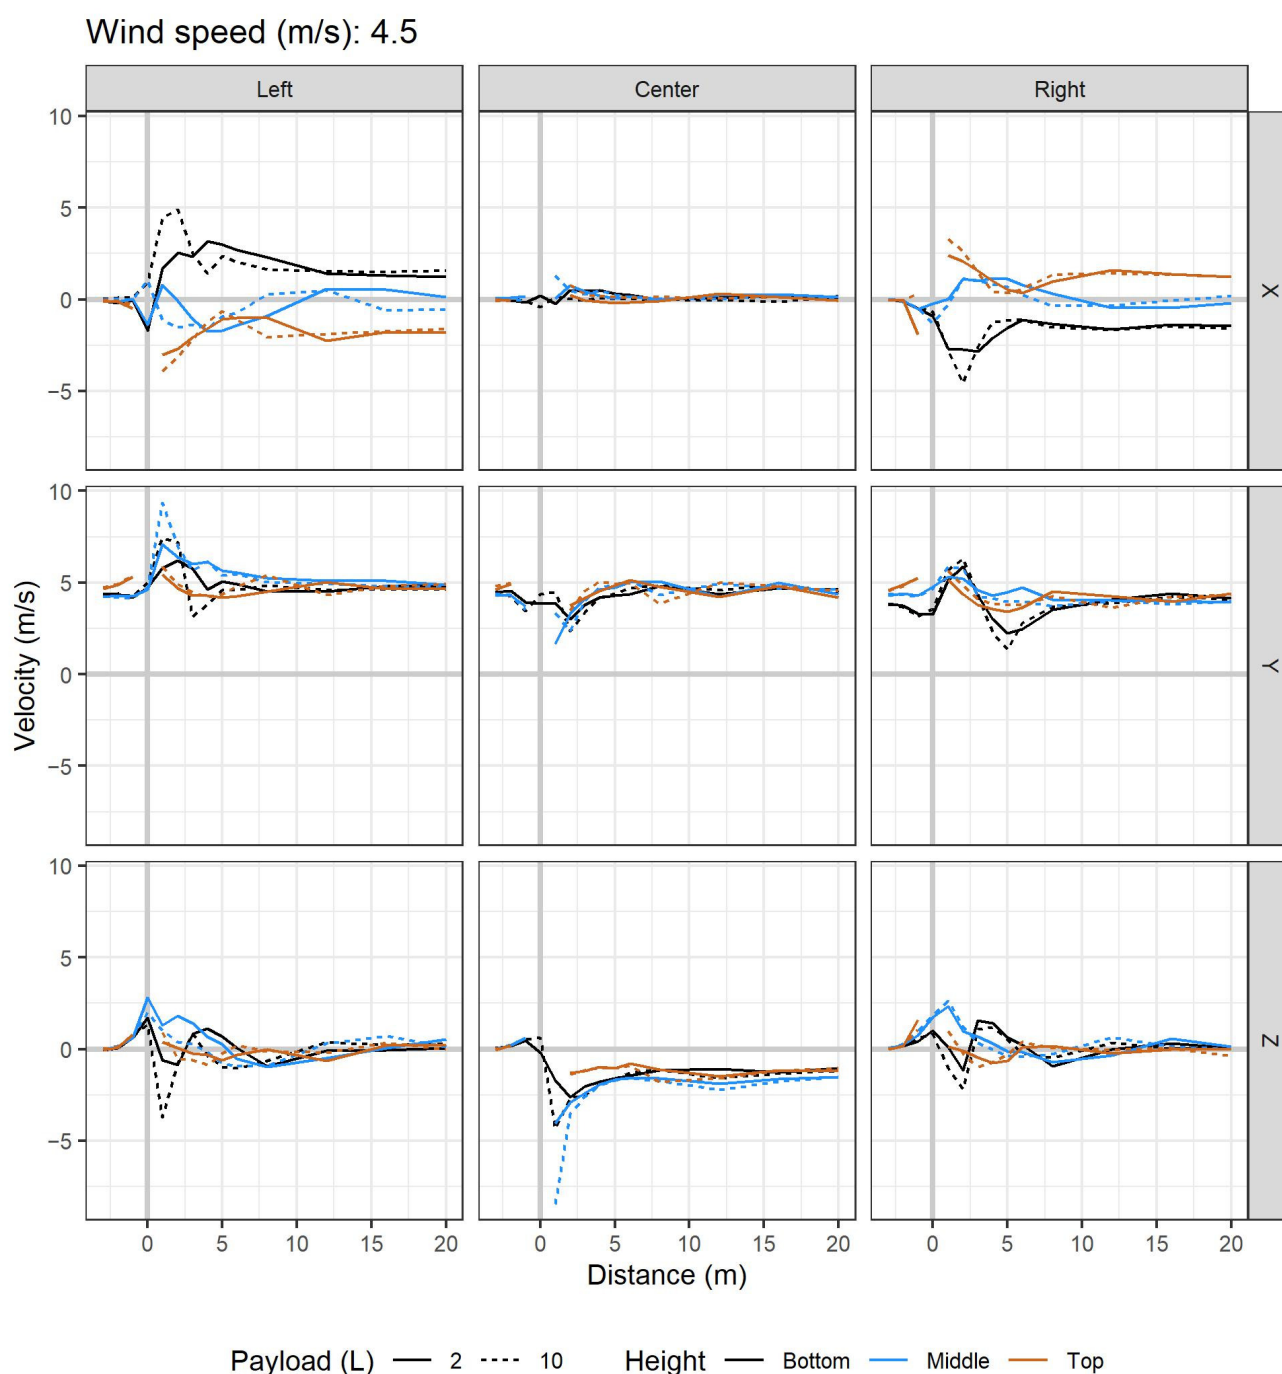 Wind speed (m/s): 4.5
Left Center Right
10
5
0
−5
X
10
5
0
−5
Y
10
5
0
−5
Z
Velocity (m/s)
0 5 10 15 20 0 5 10 15 20 0 5 10 15 20
Distance (m)
Payload (L) 2 10 Height Bottom Middle Top